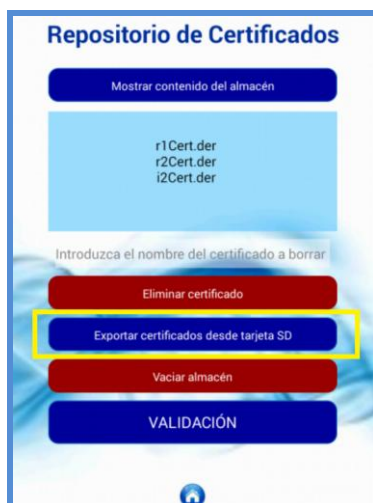 Repositorio de Certificados
Mostrar contenido del almacén
r1Cert.der
r2Cert.der
i2Cert.der
Introduzca el nombre del certificado a borrar
Eliminar certificado
Exportar certificados desde tarjeta SD
Vaciar almacén
VALIDACIÓN